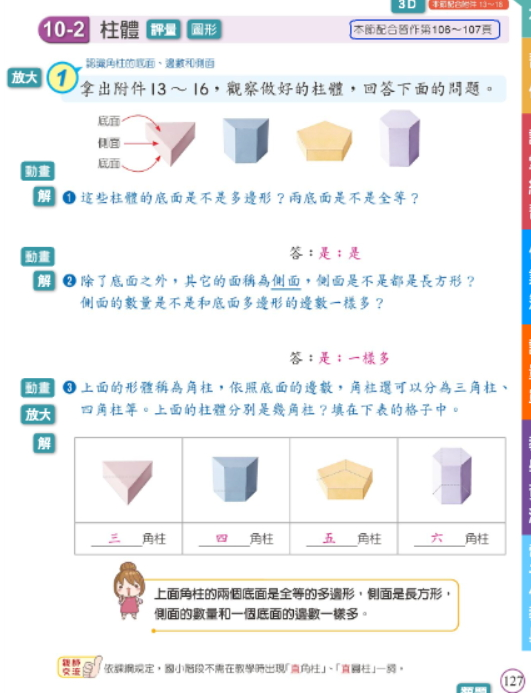 3D
本節配合附件13～16
10-2 柱體 評量 圖形
本節配合習作第106～107頁
認識角柱的底面、邊數和側面
放大
1 拿出附件13～16，觀察做好的柱體，回答下面的問題。
底面
側面
底面
動畫
解
❶ 這些柱體的底面是不是多邊形？兩底面是不是全等？
答：是；是
動畫
解
❷ 除了底面之外，其它的面稱為側面，側面是不是都是長方形？
側面的數量是不是和底面多邊形的邊數一樣多？
答：是；一樣多
動畫
放大
解
❸ 上面的形體稱為角柱，依照底面的邊數，角柱還可以分為三角柱、
四角柱等。上面的柱體分別是幾角柱？填在下表的格子中。
三 角柱 四 角柱 五 角柱 六 角柱
上面角柱的兩個底面是全等的多邊形，側面是長方形，
側面的數量和一個底面的邊數一樣多。
親師
交流
依課綱規定，國小階段不需在教學時出現「直角柱」、「直圓柱」一詞。
127